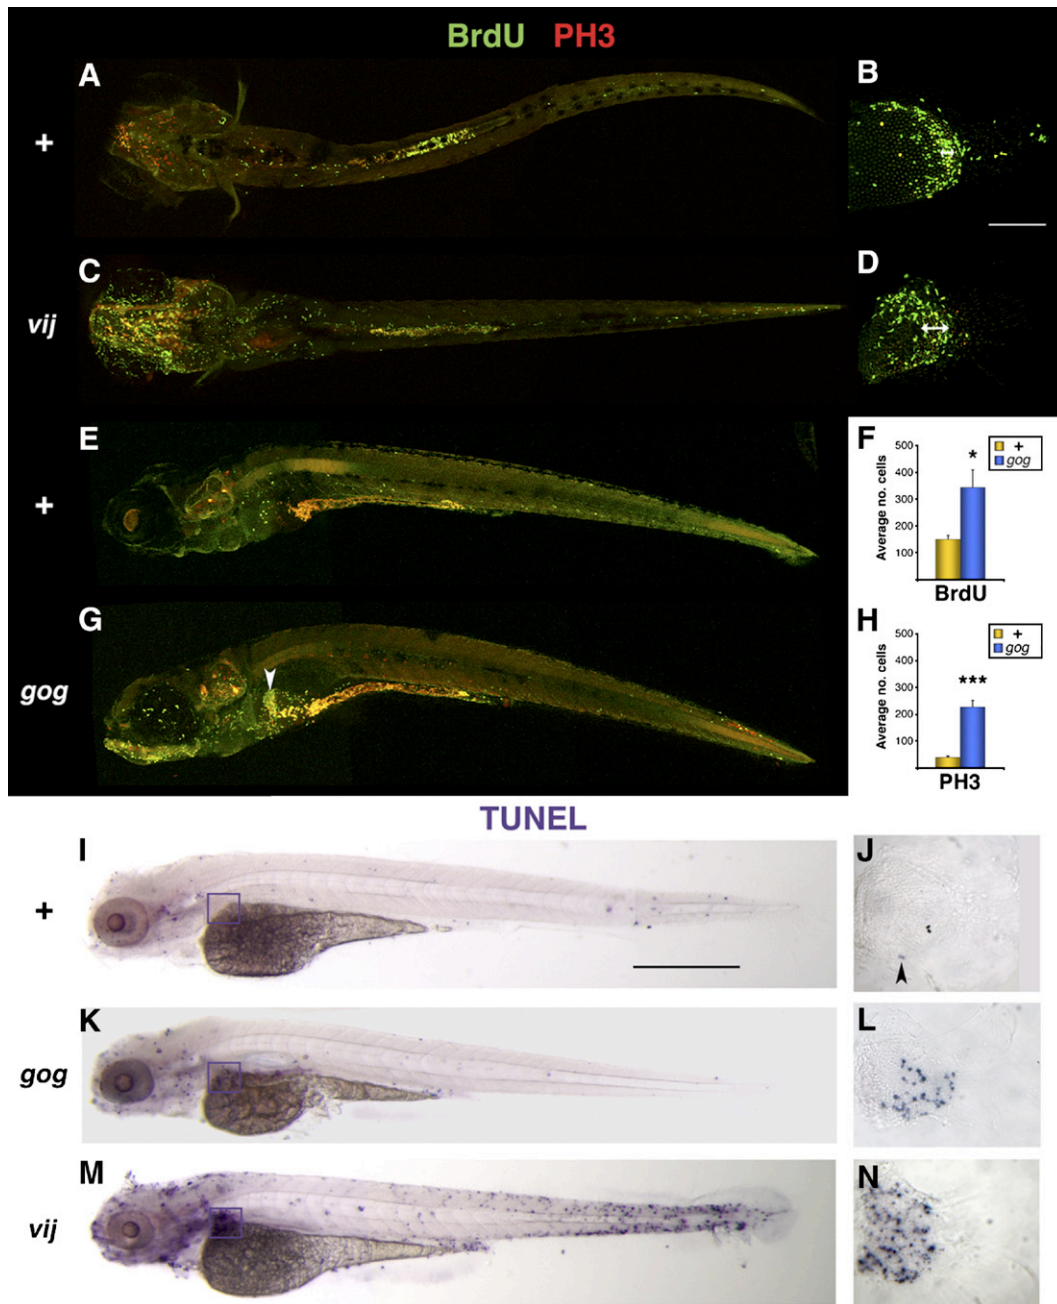 BrdU PH3
A
B
+
C
D
vij
E
F
500
400
300
200
100
Average no. cells
+
gog
*
BrdU
+
G
H
500
400
300
200
100
Average no. cells
+
gog
***
PH3
gog
TUNEL
I
J
+
K
L
gog
M
N
vij